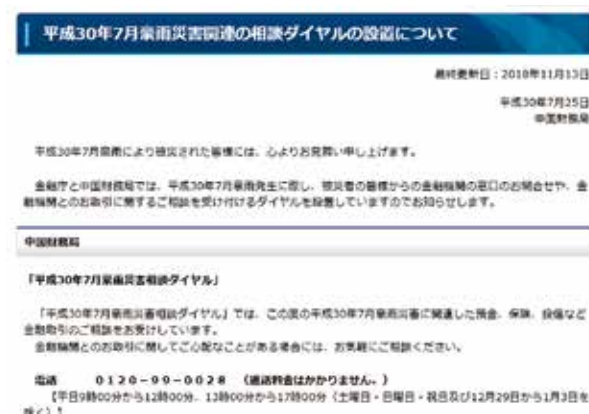 平成30年7月豪雨災害関連の相談ダイヤルの設置について
最終更新日：2018年11月13日
平成30年7月25日
中国財務局
平成30年7月豪雨により被災された皆様には、心よりお見舞い申し上げます。
金融庁と中国財務局では、平成30年7月豪雨発生に際し、被災者の皆様からの金融機関の窓口のお問合せや、金
融機関とのお取引に関するご相談を受け付けるダイヤルを設置していますのでお知らせします。
中国財務局
「平成30年7月豪雨災害相談ダイヤル」
「平成30年7月豪雨災害相談ダイヤル」では、この度の平成30年7月豪雨災害に関連した預金、保険、投信など
金融取引のご相談をお受けしています。
金融機関とのお取引に関してご心配なことがある場合には、お気軽にご相談ください。
電話 0120-99-0028 （通話料金はかかりません。）
【平日9時00分から12時00分、13時00分から17時00分（土曜日・日曜日・祝日及び12月29日から1月3日を
除く）】